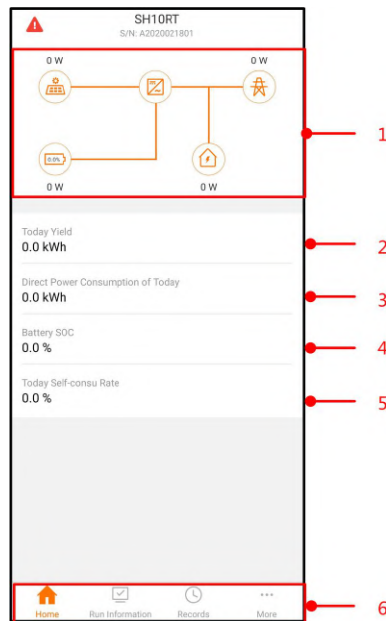 SH10RT
S/N: A2020021801
0 W 0 W
0.0%
0 W 0 W
1
Today Yield
0.0 kWh
2
Direct Power Consumption of Today
0.0 kWh
3
Battery SOC
0.0 %
4
Today Self-consu Rate
0.0 %
5
Home Run Information Records More
6